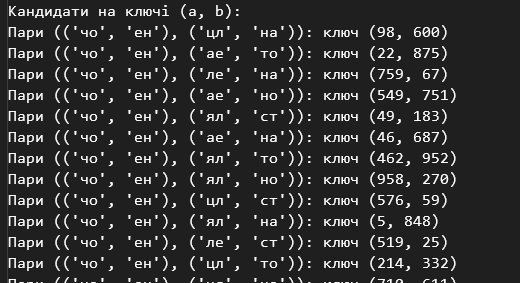 Кандидати на ключі (a, b):
Пари (('чо', 'ен'), ('цл', 'на')): ключ (98, 600)
Пари (('чо', 'ен'), ('ае', 'то')): ключ (22, 875)
Пари (('чо', 'ен'), ('ле', 'на')): ключ (759, 67)
Пари (('чо', 'ен'), ('ае', 'но')): ключ (549, 751)
Пари (('чо', 'ен'), ('ял', 'ст')): ключ (49, 183)
Пари (('чо', 'ен'), ('ае', 'на')): ключ (46, 687)
Пари (('чо', 'ен'), ('ял', 'то')): ключ (462, 952)
Пари (('чо', 'ен'), ('ял', 'но')): ключ (958, 270)
Пари (('чо', 'ен'), ('цл', 'ст')): ключ (576, 59)
Пари (('чо', 'ен'), ('ял', 'на')): ключ (5, 848)
Пари (('чо', 'ен'), ('ле', 'ст')): ключ (519, 25)
Пари (('чо', 'ен'), ('цл', 'то')): ключ (214, 332)